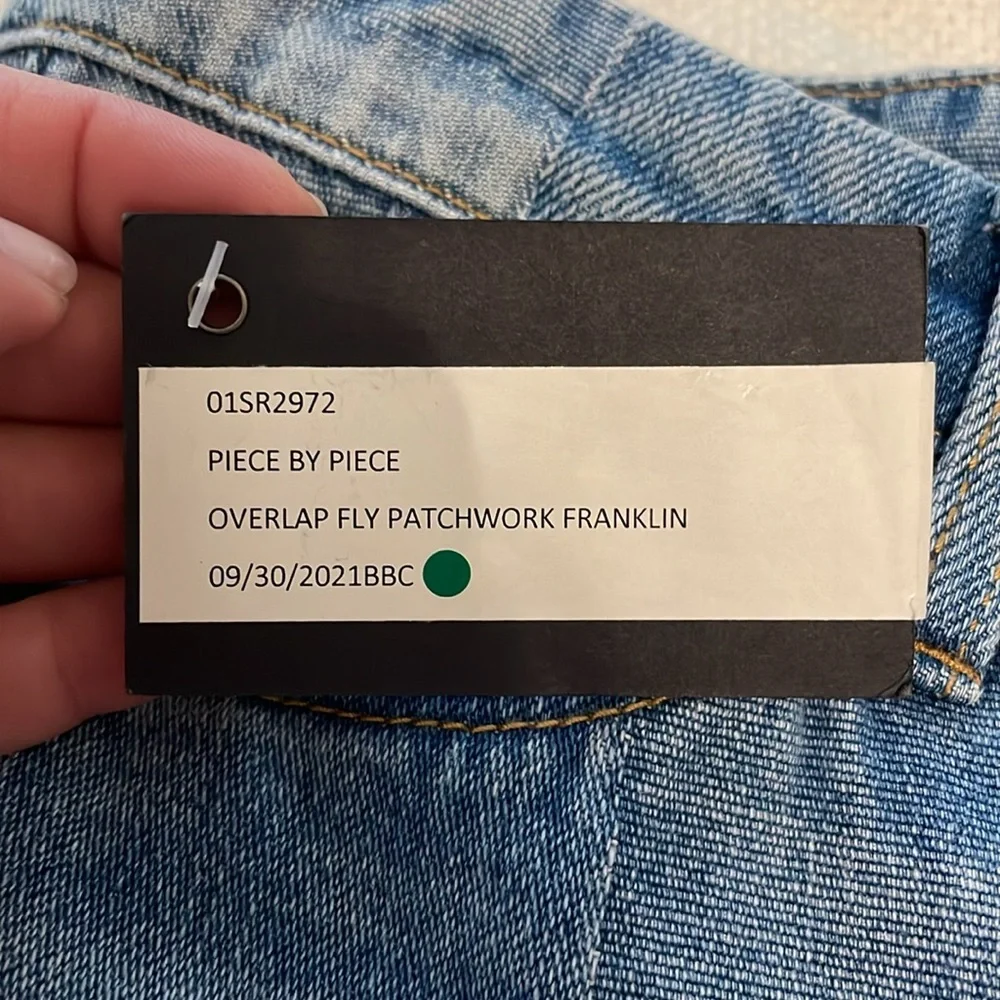 01SR2972
PIECE BY PIECE
OVERLAP FLY PATCHWORK FRANKLIN
09/30/2021BBC